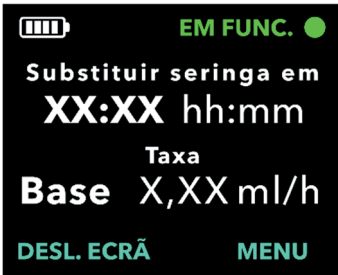 EM FUNC.
Substituir seringa em
XX:XX hh:mm
Taxa
Base X,XX ml/h
DESL. ECRÃ MENU